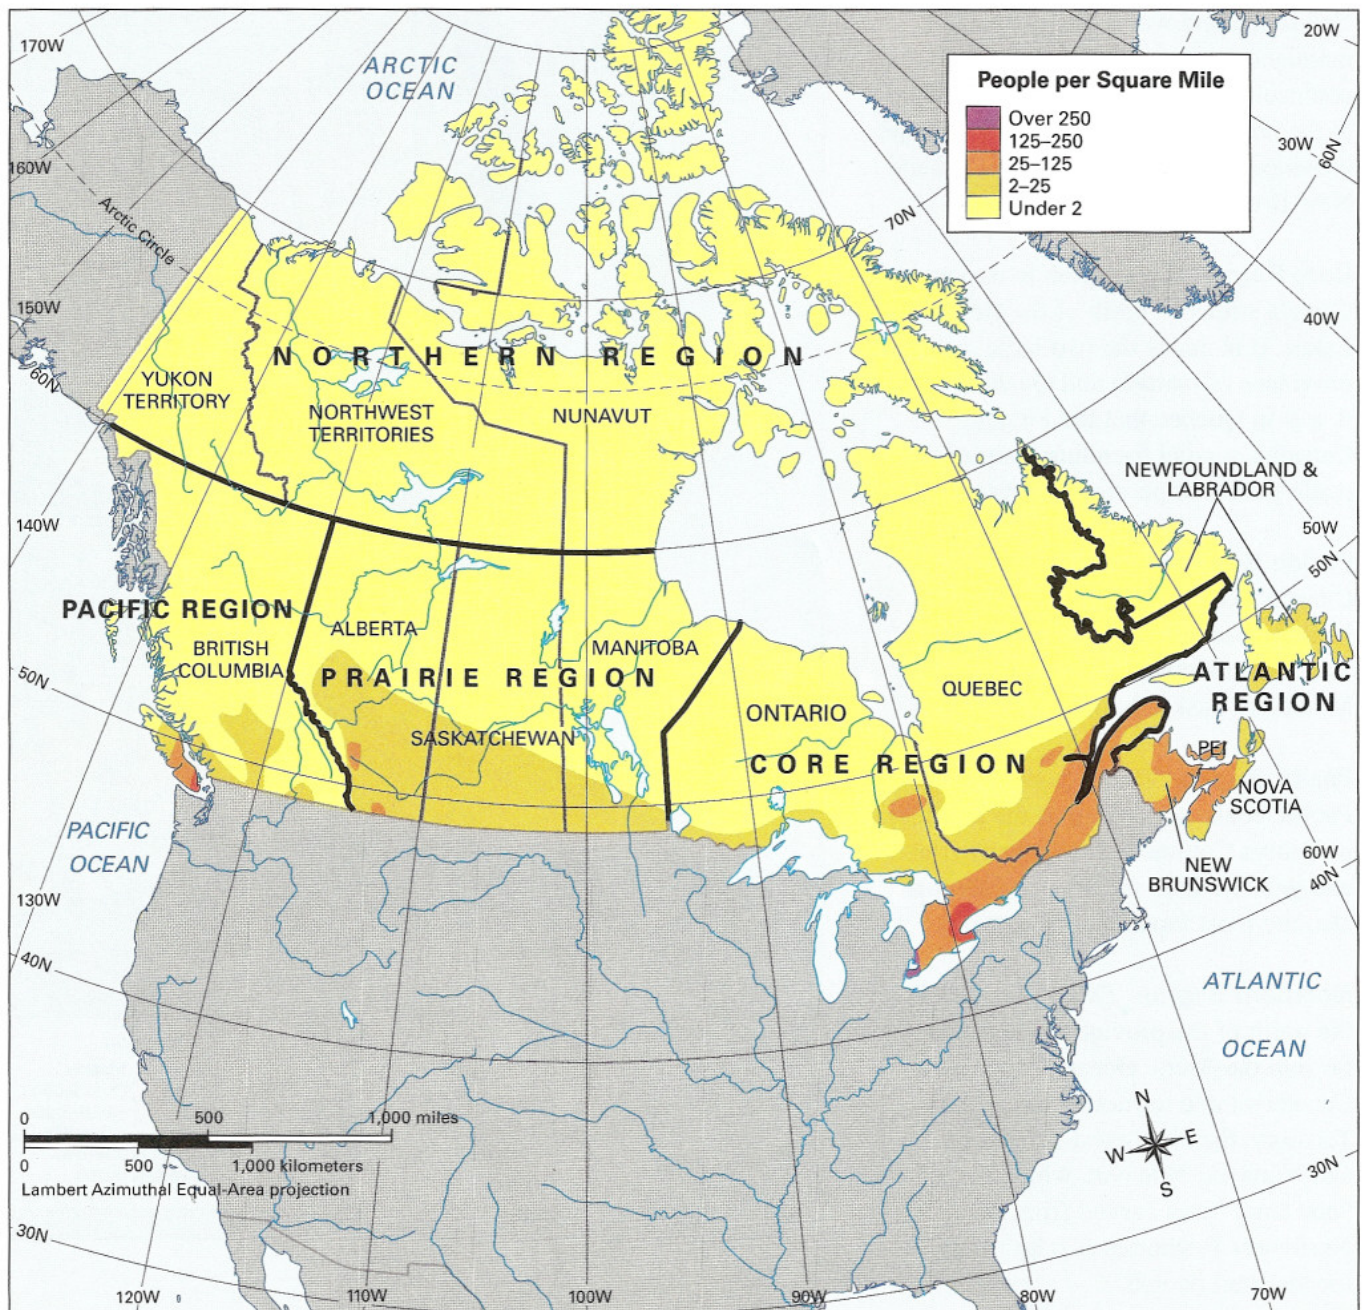 170W
ARCTIC
OCEAN
20W
People per Square Mile
Over 250
125–250
25–125
2–25
Under 2
30W
60N
160W
Arctic Circle
70N
150W
40W
60N
NORTHERN REGION
YUKON
TERRITORY
NORTHWEST
TERRITORIES
NUNAVUT
NEWFOUNDLAND &
LABRADOR
140W
50W
50N
PACIFIC REGION
BRITISH
COLUMBIA
ALBERTA
MANITOBA
PRAIRIE REGION
SASKATCHEWAN
50N
QUEBEC
ATLANTIC
REGION
ONTARIO
CORE REGION
PEI
NOVA
SCOTIA
PACIFIC
OCEAN
NEW
BRUNSWICK
60W
40N
130W
40N
ATLANTIC
OCEAN
0 500 1,000 miles
0 500 1,000 kilometers
Lambert Azimuthal Equal-Area projection
N
W E
S
30N
30N
120W 110W 100W 90W 80W 70W